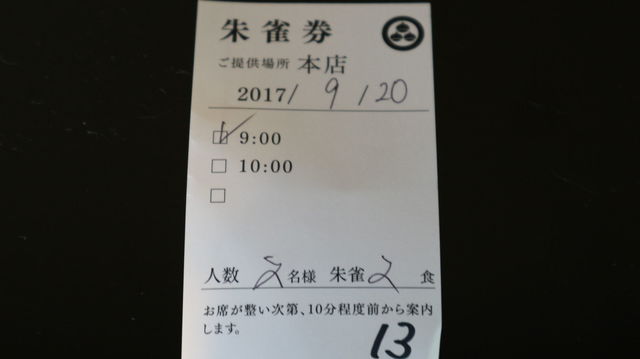 朱雀券
ご提供場所 本店
2017/ 9 / 20
9:00
10:00
人数 2 名様 朱雀 2 食
お席が整い次第、10分程度前から案内
します。
13